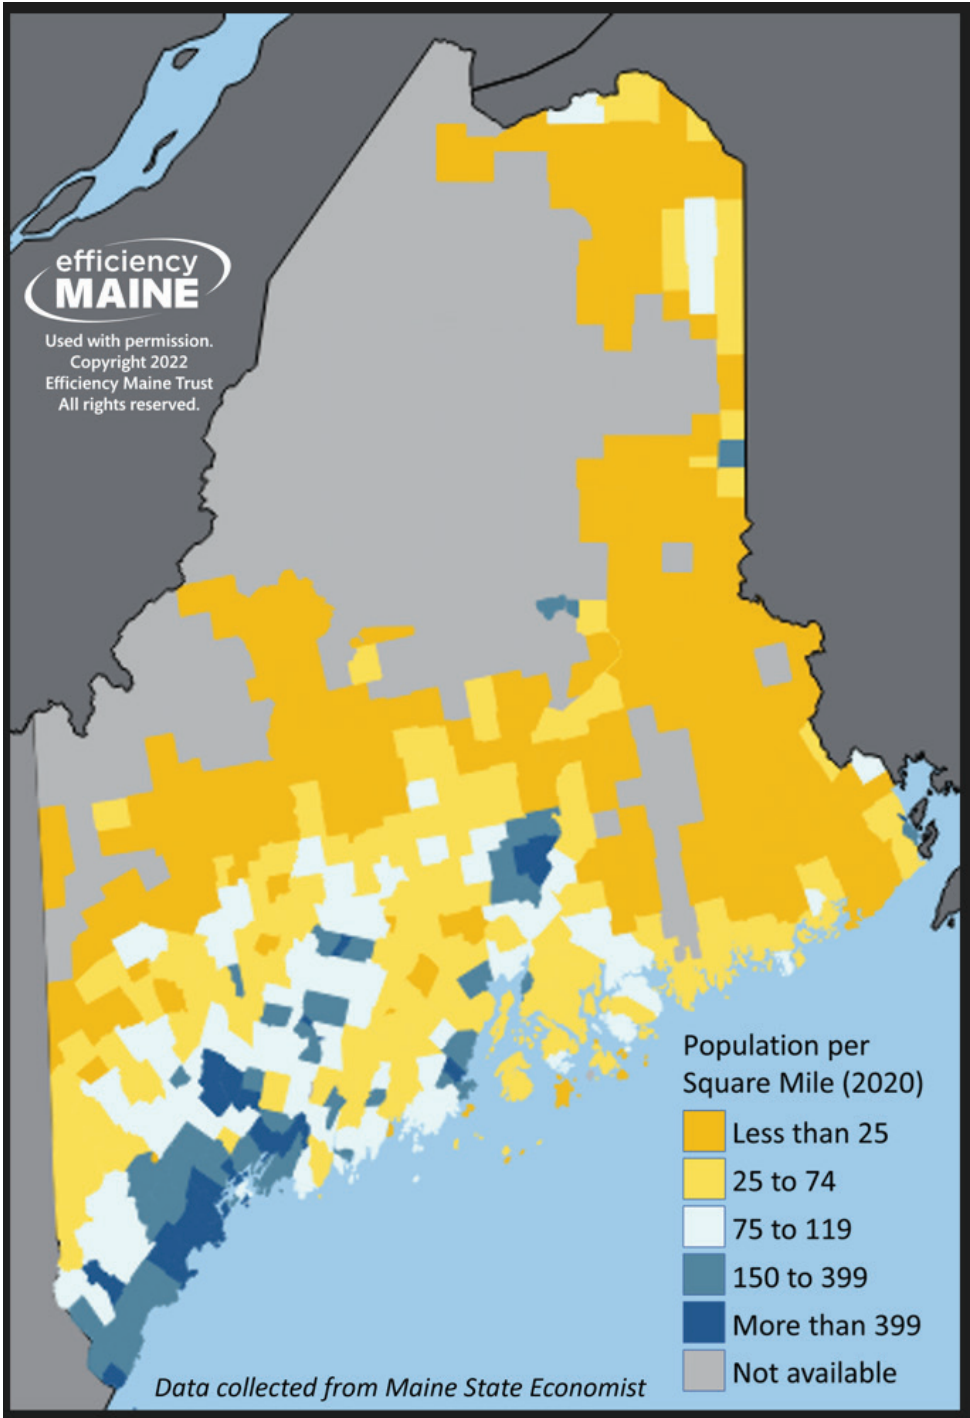 efficiency
MAINE
Used with permission.
Copyright 2022
Efficiency Maine Trust
All rights reserved.
Population per
Square Mile (2020)
Less than 25
25 to 74
75 to 119
150 to 399
More than 399
Not available
Data collected from Maine State Economist